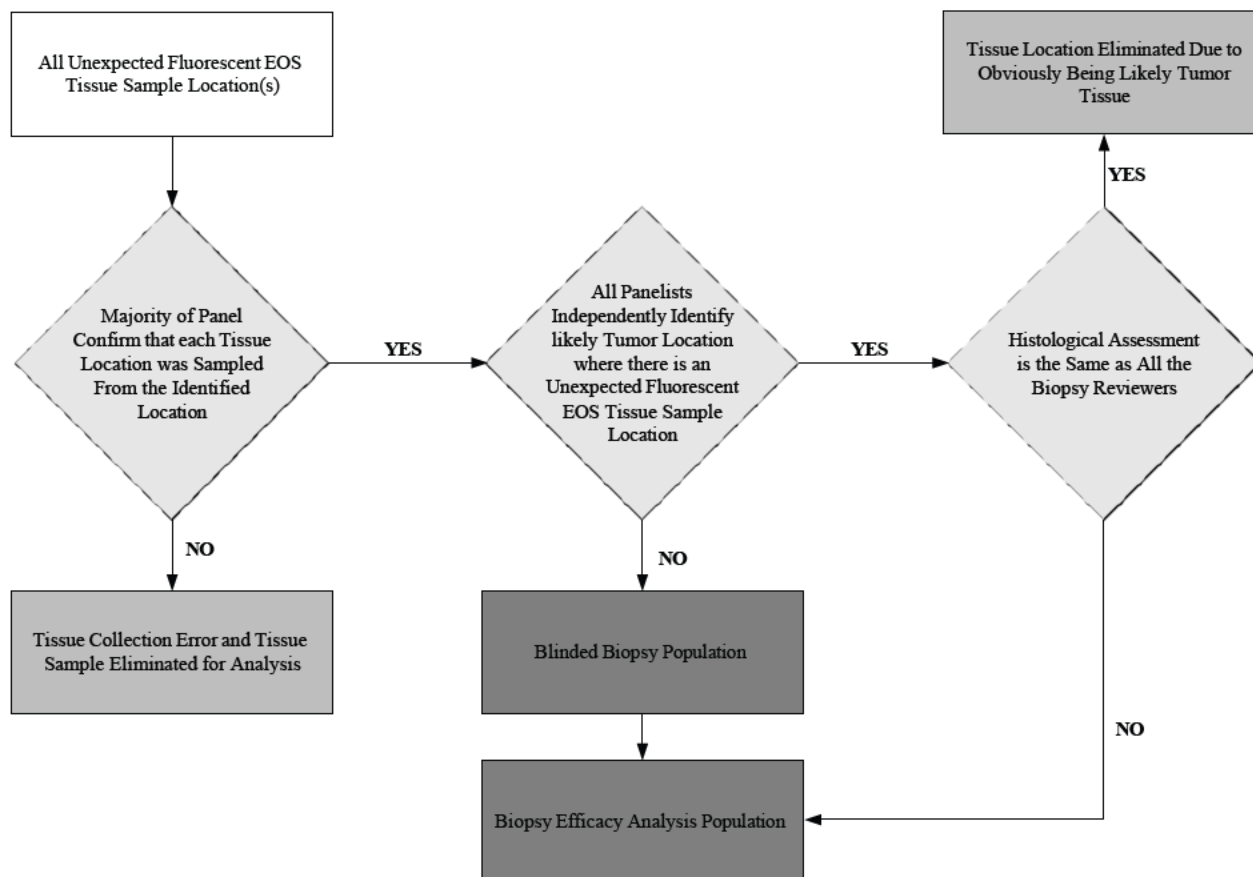 All Unexpected Fluorescent EOS
Tissue Sample Location(s)
Tissue Location Eliminated Due to
Obviously Being Likely Tumor
Tissue
YES
Majority of Panel
Confirm that each Tissue
Location was Sampled
From the Identified
Location
YES
All Panelists
Independently Identify
likely Tumor Location
where there is an
Unexpected Fluorescent
EOS Tissue Sample
Location
YES
Histological Assessment
is the Same as All the
Biopsy Reviewers
NO
NO
Tissue Collection Error and Tissue
Sample Eliminated for Analysis
Blinded Biopsy Population
NO
Biopsy Efficacy Analysis Population